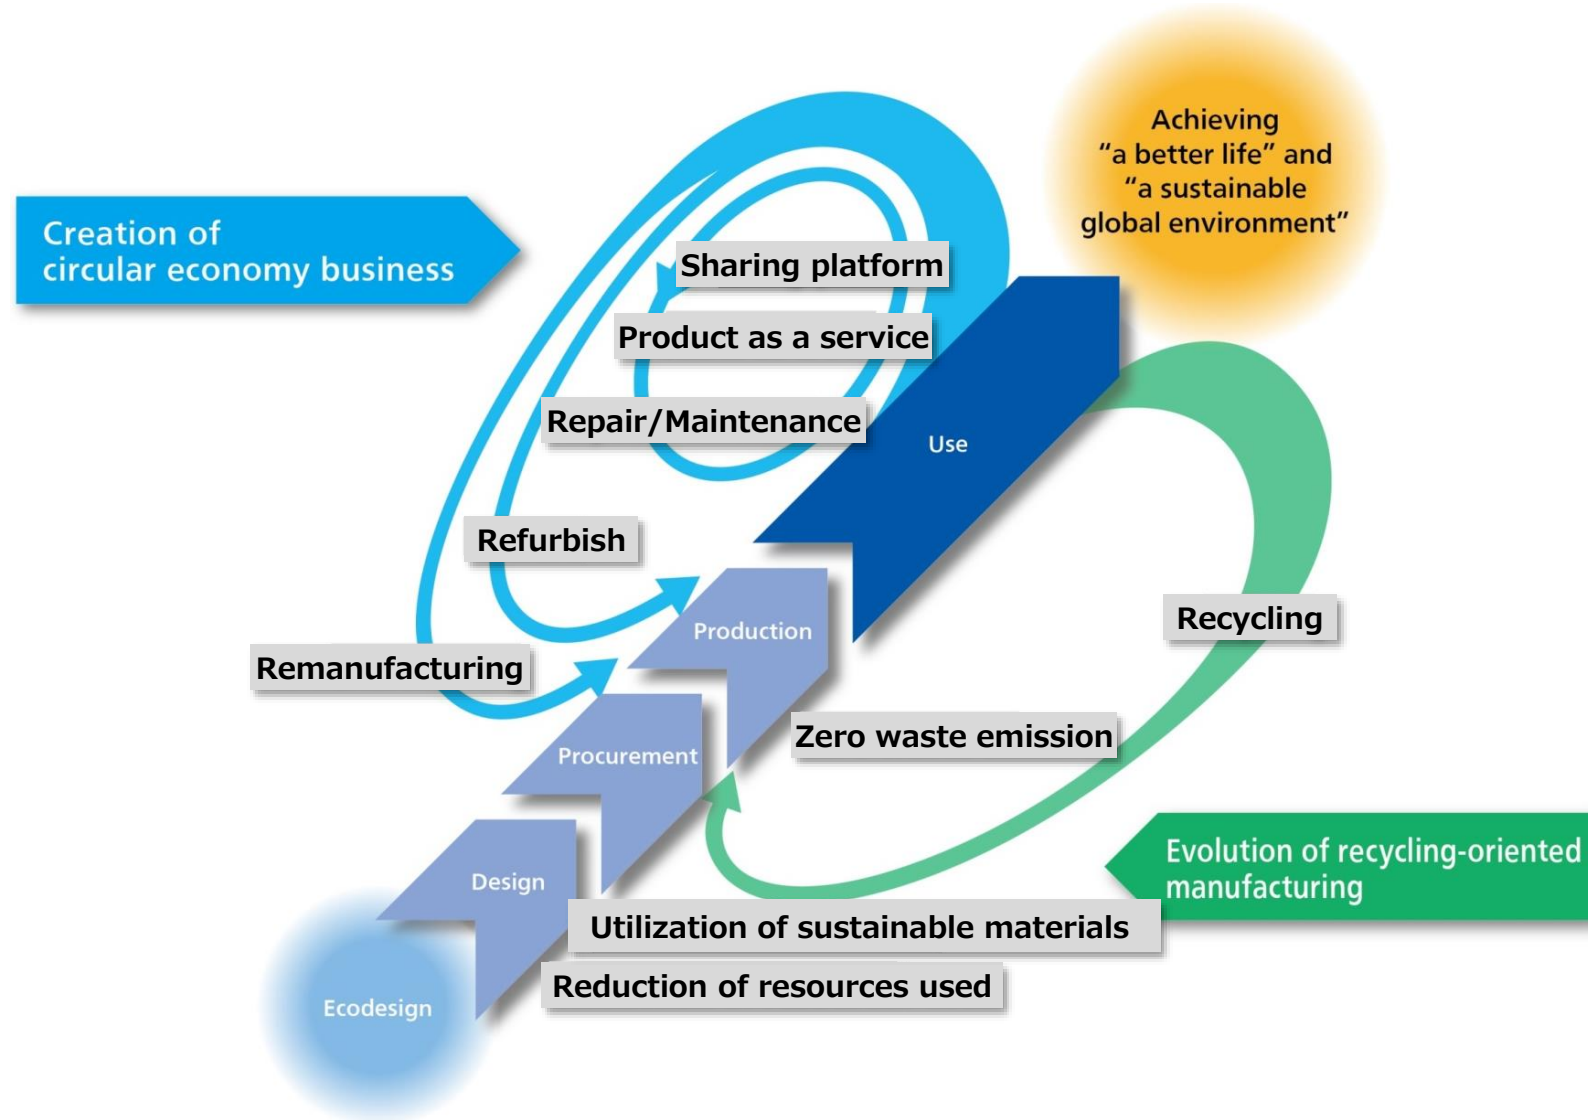 Achieving
“a better life” and
“a sustainable
global environment”
Creation of
circular economy business
Sharing platform
Product as a service
Repair/Maintenance
Use
Refurbish
Remanufacturing
Production
Recycling
Zero waste emission
Procurement
Evolution of recycling-oriented
manufacturing
Design
Utilization of sustainable materials
Reduction of resources used
Ecodesign